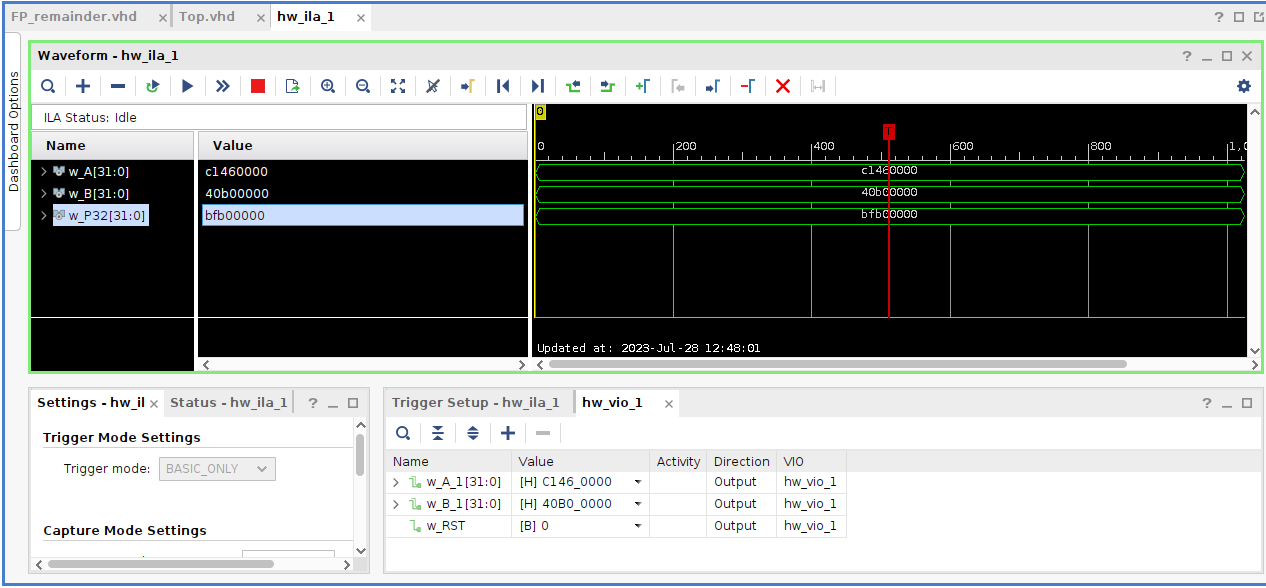 FP_remainder.vhd × Top.vhd × hw_ila_1 ×
?
Dashboard Options
Waveform - hw_ila_1
?
ILA Status: Idle
Name Value
w_A[31:0] c1460000
w_B[31:0] 40b00000
w_P32[31:0] bfb00000
0
T
0 200 400 600 800 1,0
c1460000
40b00000
bfb00000
Updated at: 2023-Jul-28 12:48:01
Settings - hw_il × Status - hw_ila_1 ?
Trigger Mode Settings
Trigger mode: BASIC_ONLY
Capture Mode Settings
Trigger Setup - hw_ila_1 hw_vio_1 × ?
Name Value Activity Direction VIO
w_A_1[31:0] [H] C146_0000 Output hw_vio_1
w_B_1[31:0] [H] 40B0_0000 Output hw_vio_1
w_RST [B] 0 Output hw_vio_1